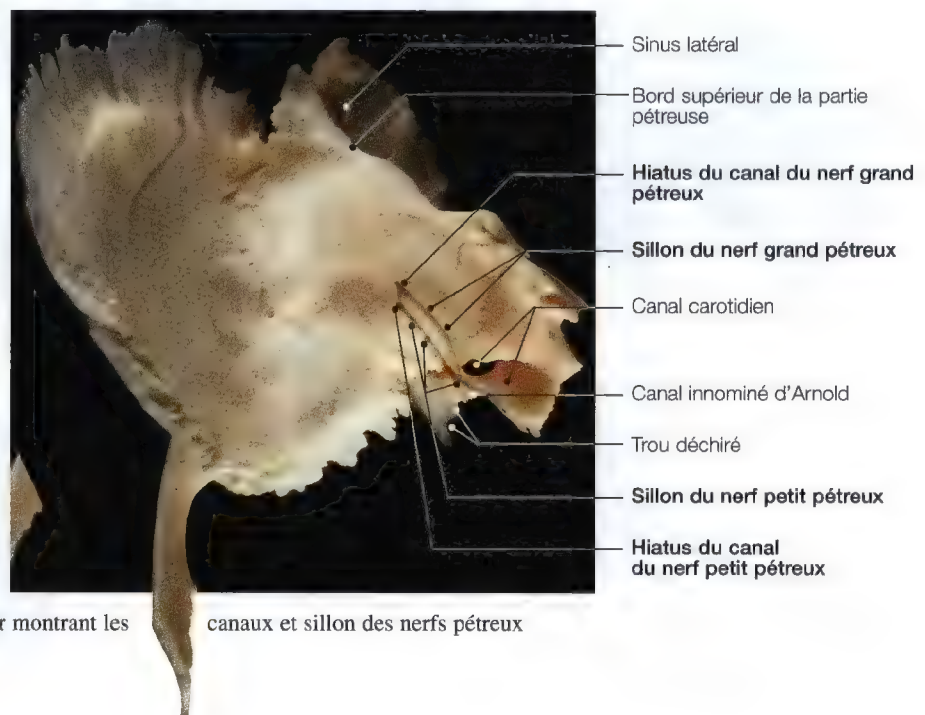 Sinus latéral
Bord supérieur de la partie
pétreuse
Hiatus du canal du nerf grand
pétreux
Sillon du nerf grand pétreux
Canal carotidien
Canal innominé d'Arnold
Trou déchiré
Sillon du nerf petit pétreux
Hiatus du canal
du nerf petit pétreux
montrant les canaux et sillon des nerfs pétreux